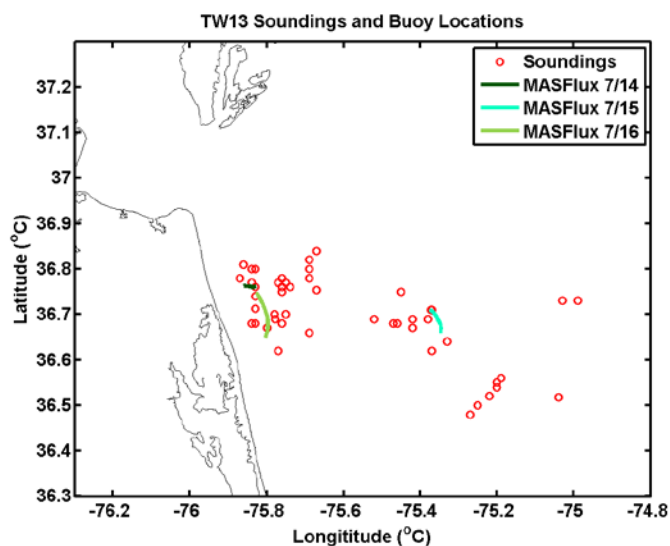 TW13 Soundings and Buoy Locations
Soundings
MASFlux 7/14
MASFlux 7/15
MASFlux 7/16
37.2
37.1
37
36.9
36.8
36.7
36.6
36.5
36.4
36.3
Latitude (°C)
-76.2
-76
-75.8
-75.6
-75.4
-75.2
-75
-74.8
Longititude (°C)